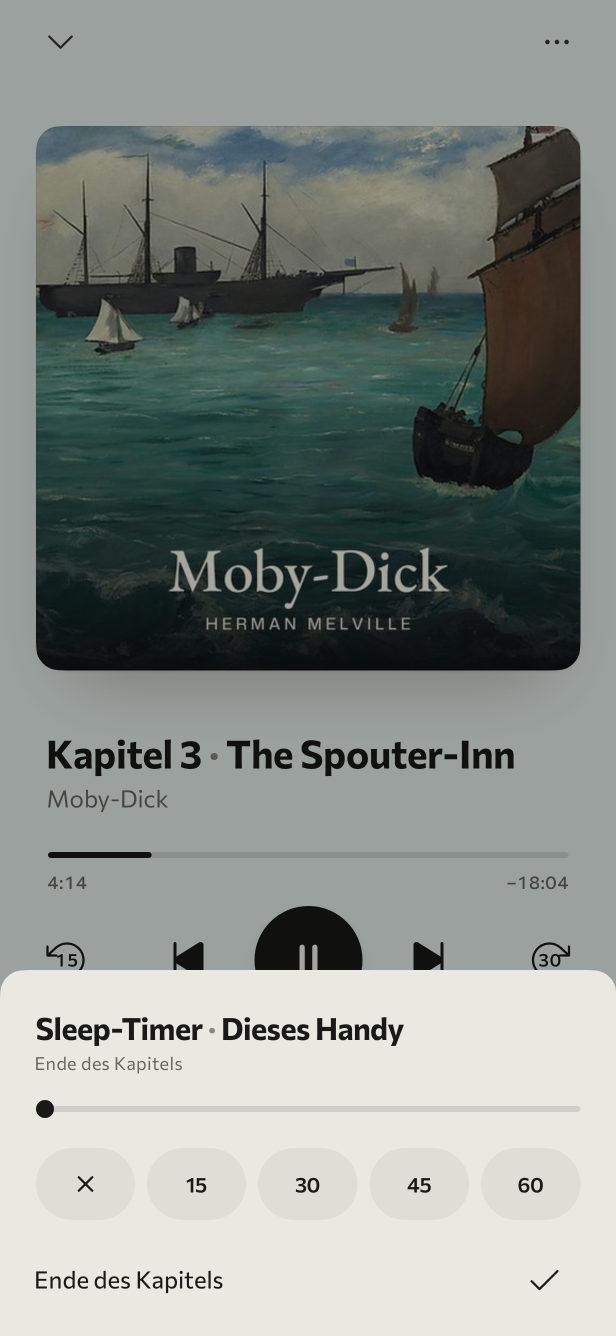 Moby-Dick
HERMAN MELVILLE
Kapitel 3 · The Spouter-Inn
Moby-Dick
4:14
−18:04
15
30
Sleep-Timer · Dieses Handy
Ende des Kapitels
15
30
45
60
Ende des Kapitels